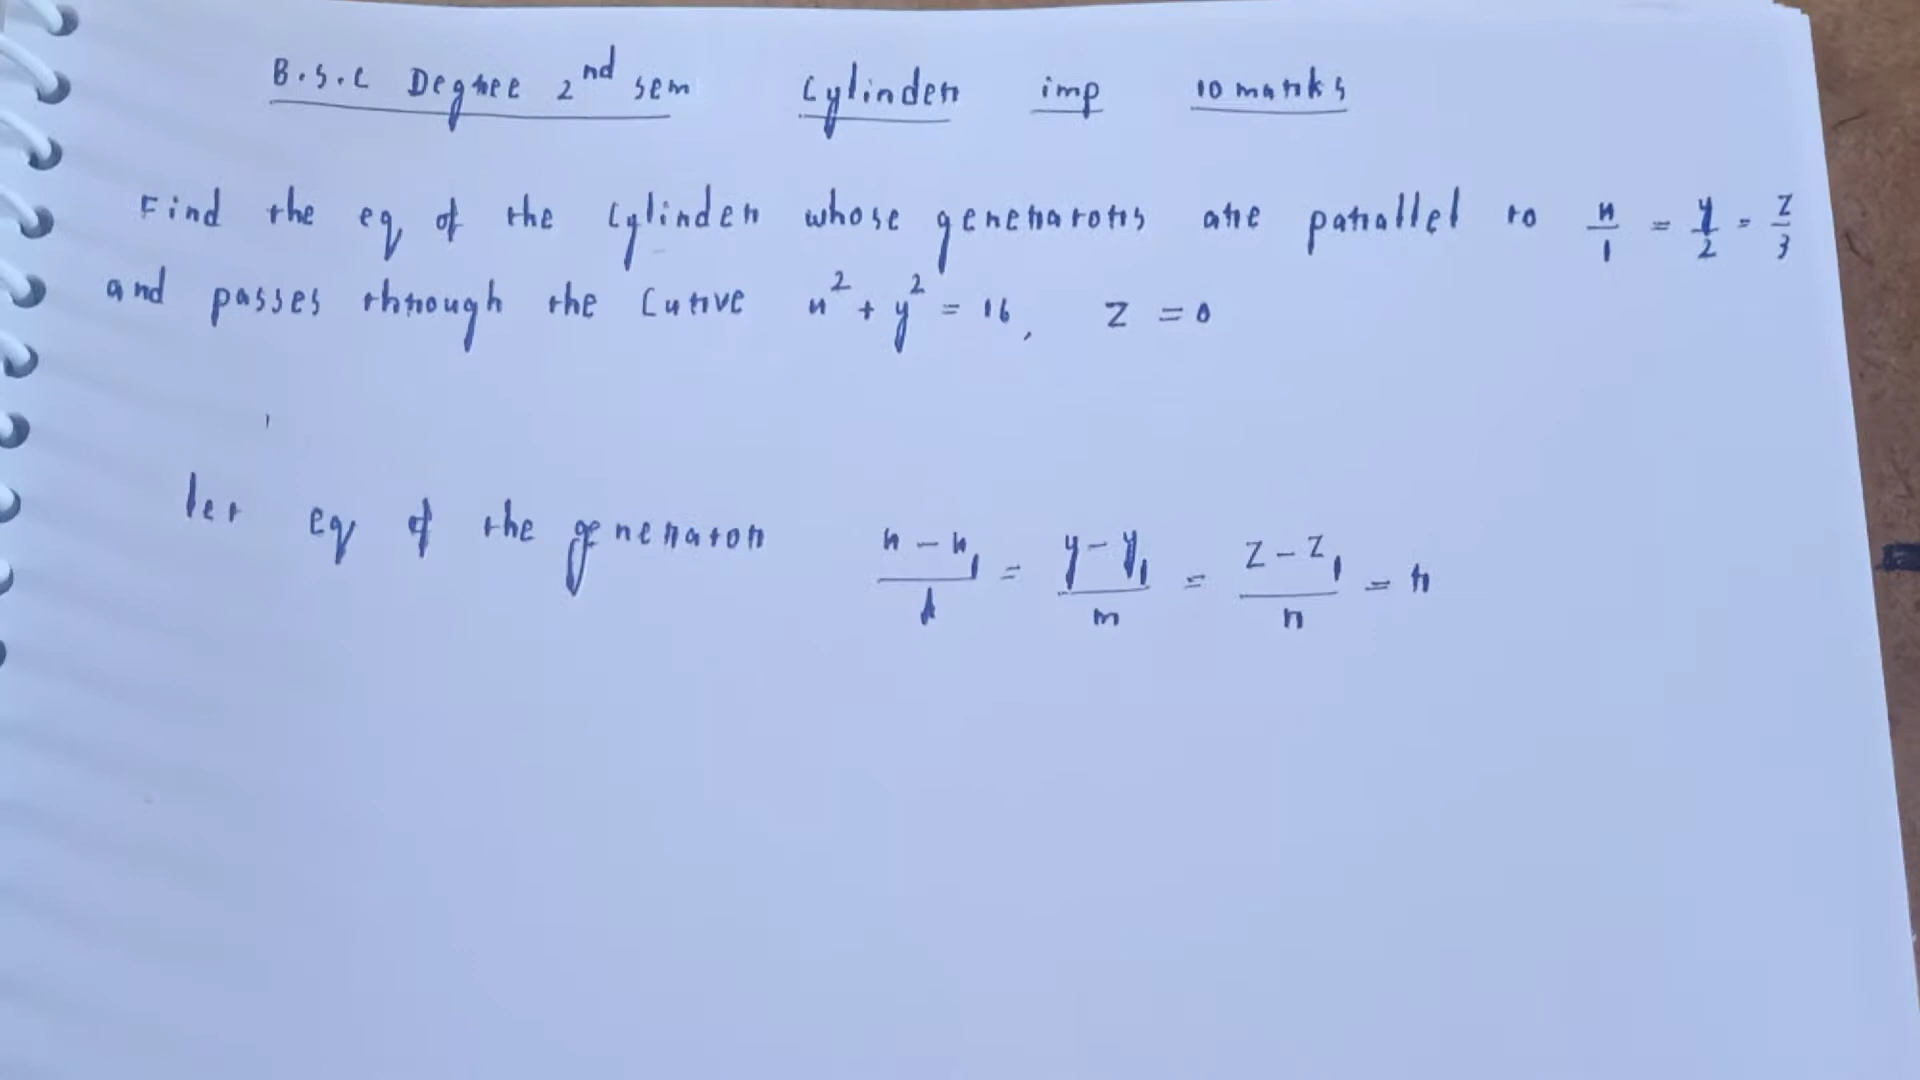 B.S.C Degree 2nd sem Cylinder imp 10 marks
Find the eq of the Cylinder whose generators are parallel to x/1 = y/2 = z/3
and passes through the Curve x² + y² = 16, z = 0
let eq of the generator (x - x₁)/l = (y - y₁)/m = (z - z₁)/n = r